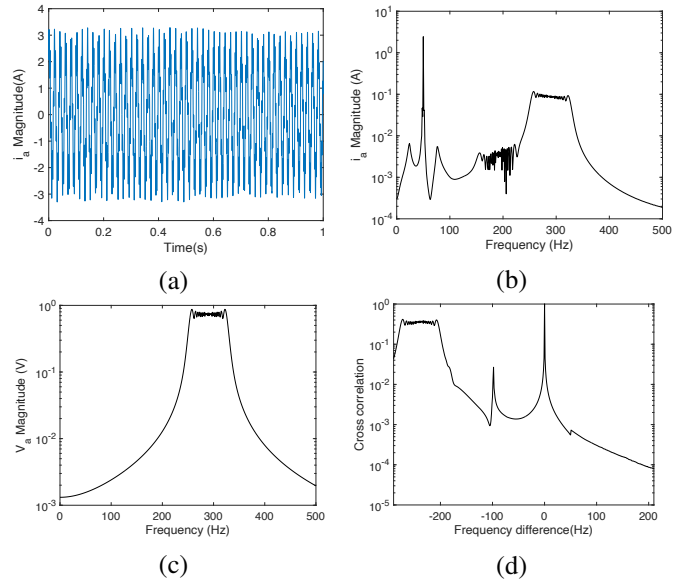 4
3
2
1
0
-1
-2
-3
-4
i_a Magnitude(A)
0 0.2 0.4 0.6 0.8 1
Time(s)
(a)
10^1
10^0
10^-1
10^-2
10^-3
10^-4
i_a Magnitude (A)
0 100 200 300 400 500
Frequency (Hz)
(b)
10^0
10^-1
10^-2
10^-3
V_a Magnitude (V)
0 100 200 300 400 500
Frequency (Hz)
(c)
10^0
10^-1
10^-2
10^-3
10^-4
10^-5
Cross correlation
-200 -100 0 100 200
Frequency difference(Hz)
(d)